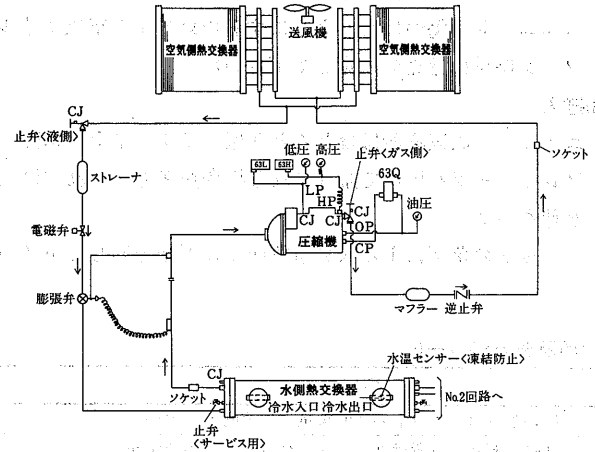 送風機
空気側熱交換器
空気側熱交換器
CJ
止弁〈液側〉
低圧 高圧
止弁〈ガス側〉
63L
63H
63Q
ソケット
ストレーナ
LP
HP
CJ
油圧
CJ
CJ
OP
電磁弁
圧縮機
CP
膨張弁
マフラー
逆止弁
水温センサー〈凍結防止〉
CJ
水側熱交換器
ソケット
冷水入口 冷水出口
No.2回路へ
止弁
〈サービス用〉